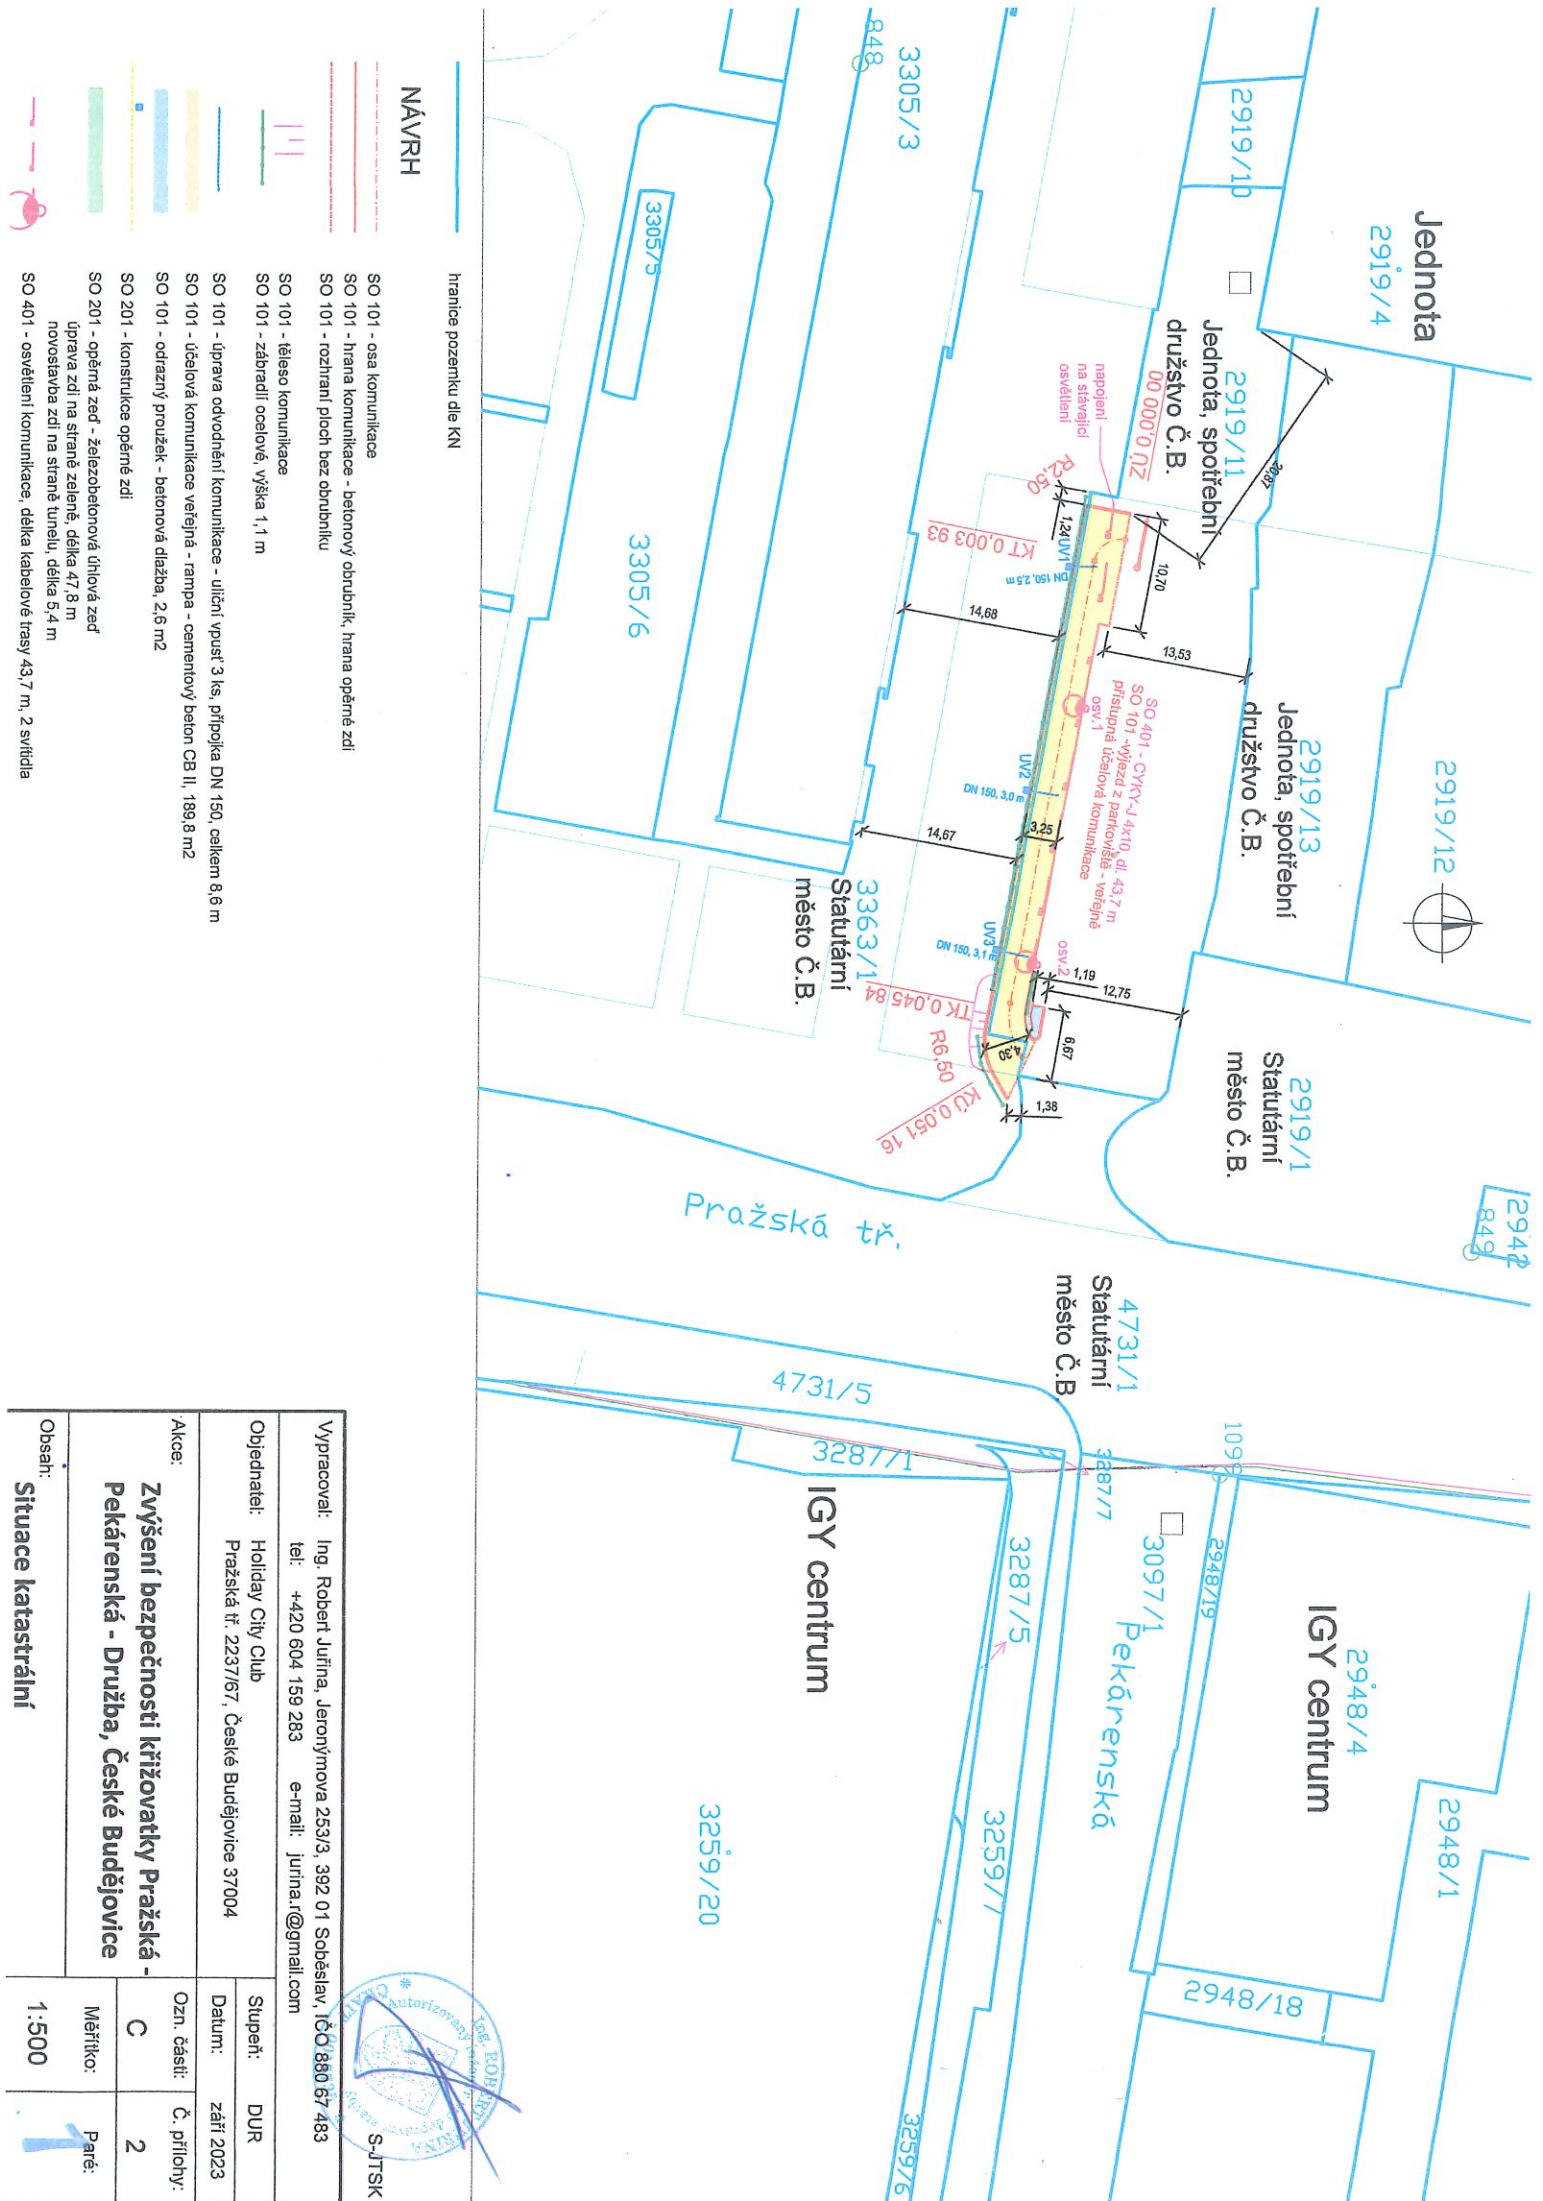 Jednota
2919/4
2919/10
2919/11
Jednota, spotřební
družstvo Č.B.
2919/12
2919/13
Jednota, spotřební
družstvo Č.B.
2919/1
Statutární
město Č.B.
2942
849
848
3305/3
3305/5
3305/6
ZÚ 0,000 00
napojení
na stávající
osvětlení
R2,50
KT 0,003 93
1,24
UV1
DN 150, 2,5 m
20,87
10,70
13,53
14,68
SO 401 - CYKY-J 4x10, dl. 43,7 m
SO 101 - výjezd z parkoviště - veřejně
přístupná účelová komunikace
osv.1
UV2
DN 150, 3,0 m
3,25
14,67
UV3
DN 150, 3,1 m
osv.2
1,19
12,75
6,67
4,30
1,38
TK 0,045 84
R6,50
KÚ 0,051 16
3363/1
Statutární
město Č.B.
Pražská tř.
4731/1
Statutární
město Č.B.
4731/5
3287/1
3287/7
3287/5
1099
2948/19
3097/1
Pekárenská
IGY centrum
2948/4
IGY centrum
2948/1
2948/18
3259/7
3259/20
3259/6
hranice pozemku dle KN
NÁVRH
SO 101 - osa komunikace
SO 101 - hrana komunikace - betonový obrubník, hrana opěrné zdi
SO 101 - rozhraní ploch bez obrubníku
SO 101 - těleso komunikace
SO 101 - zábradlí ocelové, výška 1,1 m
SO 101 - úprava odvodnění komunikace - uliční vpusť 3 ks, přípojka DN 150, celkem 8,6 m
SO 101 - účelová komunikace veřejná - rampa - cementový beton CB II, 189,8 m2
SO 101 - odrazný proužek - betonová dlažba, 2,6 m2
SO 201 - konstrukce opěrné zdi
SO 201 - opěrná zeď - železobetonová úhlová zeď
úprava zdi na straně zeleně, délka 47,8 m
novostavba zdi na straně tunelu, délka 5,4 m
SO 401 - osvětlení komunikace, délka kabelové trasy 43,7 m, 2 svítidla
S-JTSK
Vypracoval: Ing. Robert Juřina, Jeronýmova 253/3, 392 01 Soběslav, IČO 880 67 483
tel: +420 604 159 283 e-mail: jurina.r@gmail.com
Objednatel: Holiday City Club
Pražská tř. 2237/67, České Budějovice 37004
Stupeň: DUR
Datum: září 2023
Akce:
Zvýšení bezpečnosti křižovatky Pražská -
Pekárenská - Družba, České Budějovice
Ozn. části: Č. přílohy:
C 2
Obsah:
Situace katastrální
Měřítko: Paré:
1:500 1